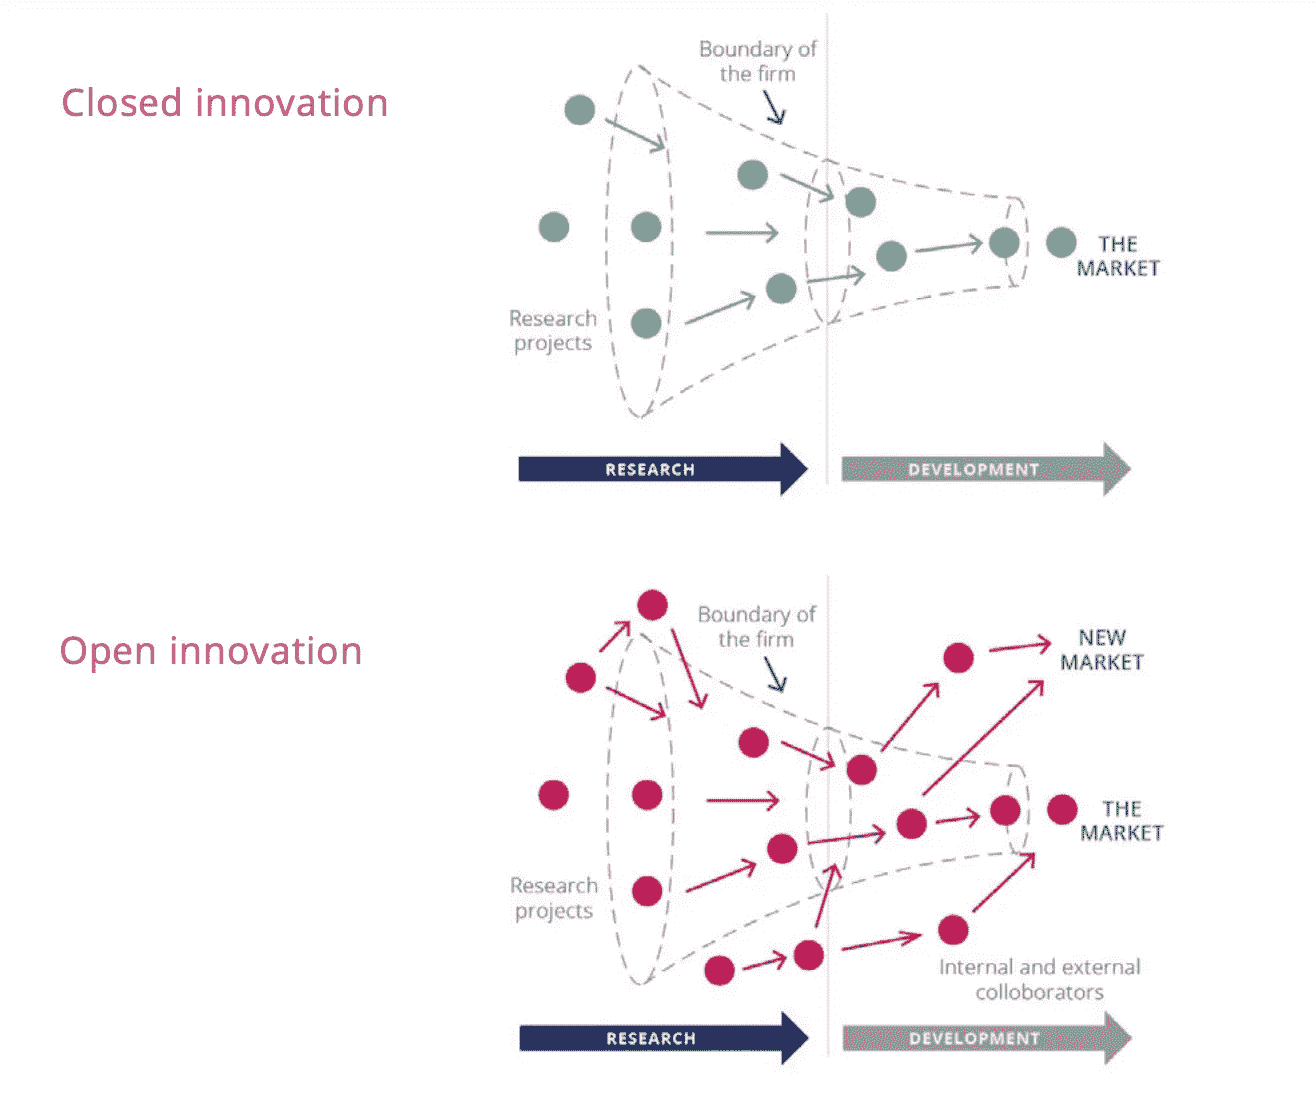 Closed innovation
Boundary of
the firm
THE
MARKET
Research
projects
RESEARCH
DEVELOPMENT
Open innovation
Boundary of
the firm
NEW
MARKET
THE
MARKET
Research
projects
Internal and external
colloborators
RESEARCH
DEVELOPMENT